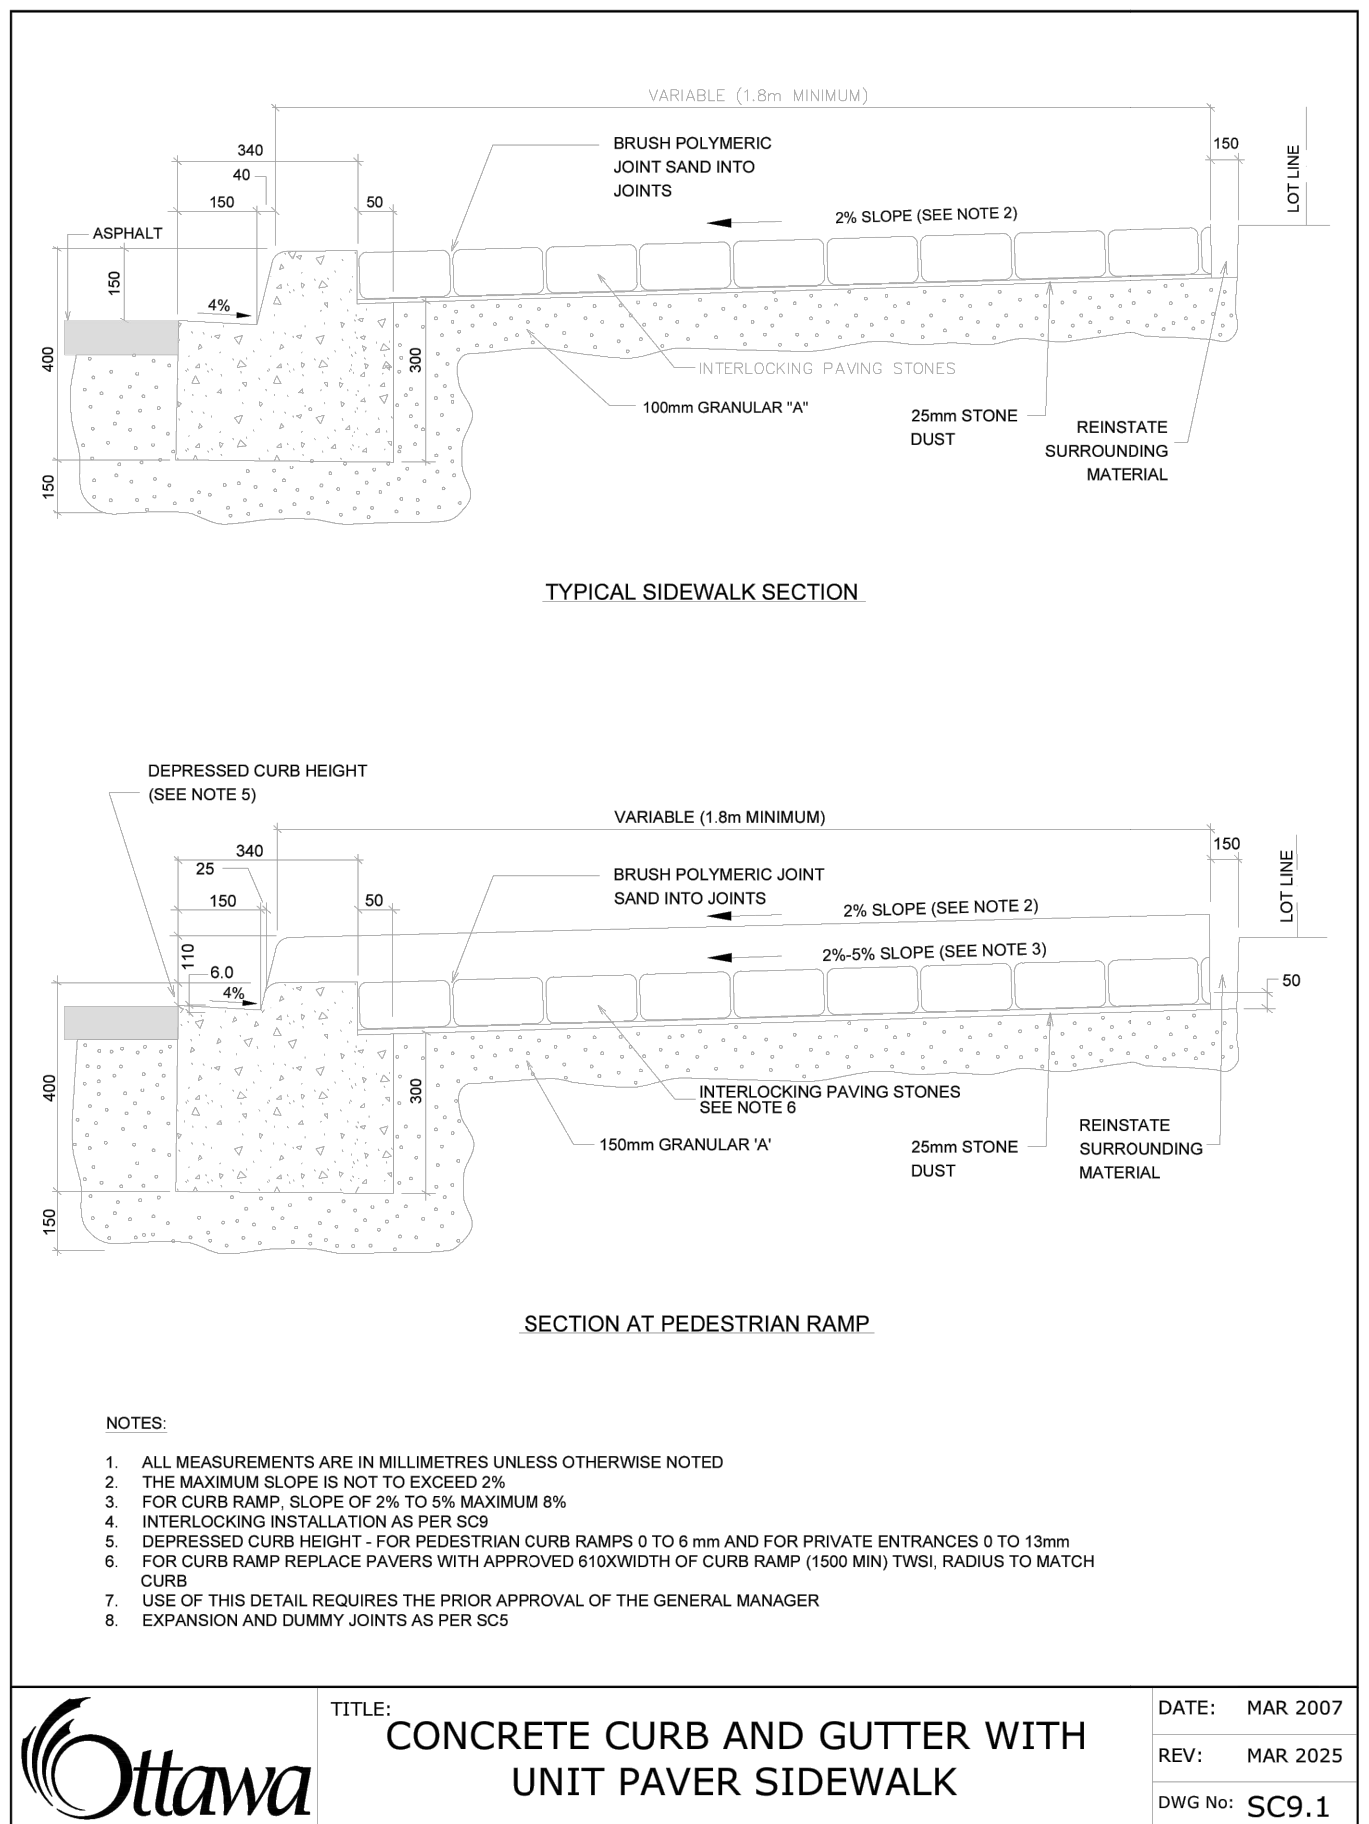 VARIABLE (1.8m MINIMUM)
340
40
150
50
150
BRUSH POLYMERIC
JOINT SAND INTO
JOINTS
LOT LINE
2% SLOPE (SEE NOTE 2)
ASPHALT
150
4%
400
300
150
INTERLOCKING PAVING STONES
100mm GRANULAR "A"
25mm STONE
DUST
REINSTATE
SURROUNDING
MATERIAL
TYPICAL SIDEWALK SECTION
DEPRESSED CURB HEIGHT
(SEE NOTE 5)
VARIABLE (1.8m MINIMUM)
340
25
150
50
150
BRUSH POLYMERIC JOINT
SAND INTO JOINTS
LOT LINE
2% SLOPE (SEE NOTE 2)
2%-5% SLOPE (SEE NOTE 3)
110
6.0
4%
50
400
300
150
INTERLOCKING PAVING STONES
SEE NOTE 6
150mm GRANULAR 'A'
25mm STONE
DUST
REINSTATE
SURROUNDING
MATERIAL
SECTION AT PEDESTRIAN RAMP
NOTES:
1. ALL MEASUREMENTS ARE IN MILLIMETRES UNLESS OTHERWISE NOTED
2. THE MAXIMUM SLOPE IS NOT TO EXCEED 2%
3. FOR CURB RAMP, SLOPE OF 2% TO 5% MAXIMUM 8%
4. INTERLOCKING INSTALLATION AS PER SC9
5. DEPRESSED CURB HEIGHT - FOR PEDESTRIAN CURB RAMPS 0 TO 6 mm AND FOR PRIVATE ENTRANCES 0 TO 13mm
6. FOR CURB RAMP REPLACE PAVERS WITH APPROVED 610XWIDTH OF CURB RAMP (1500 MIN) TWSI, RADIUS TO MATCH
CURB
7. USE OF THIS DETAIL REQUIRES THE PRIOR APPROVAL OF THE GENERAL MANAGER
8. EXPANSION AND DUMMY JOINTS AS PER SC5
Ottawa
TITLE:
CONCRETE CURB AND GUTTER WITH
UNIT PAVER SIDEWALK
DATE: MAR 2007
REV: MAR 2025
DWG No: SC9.1